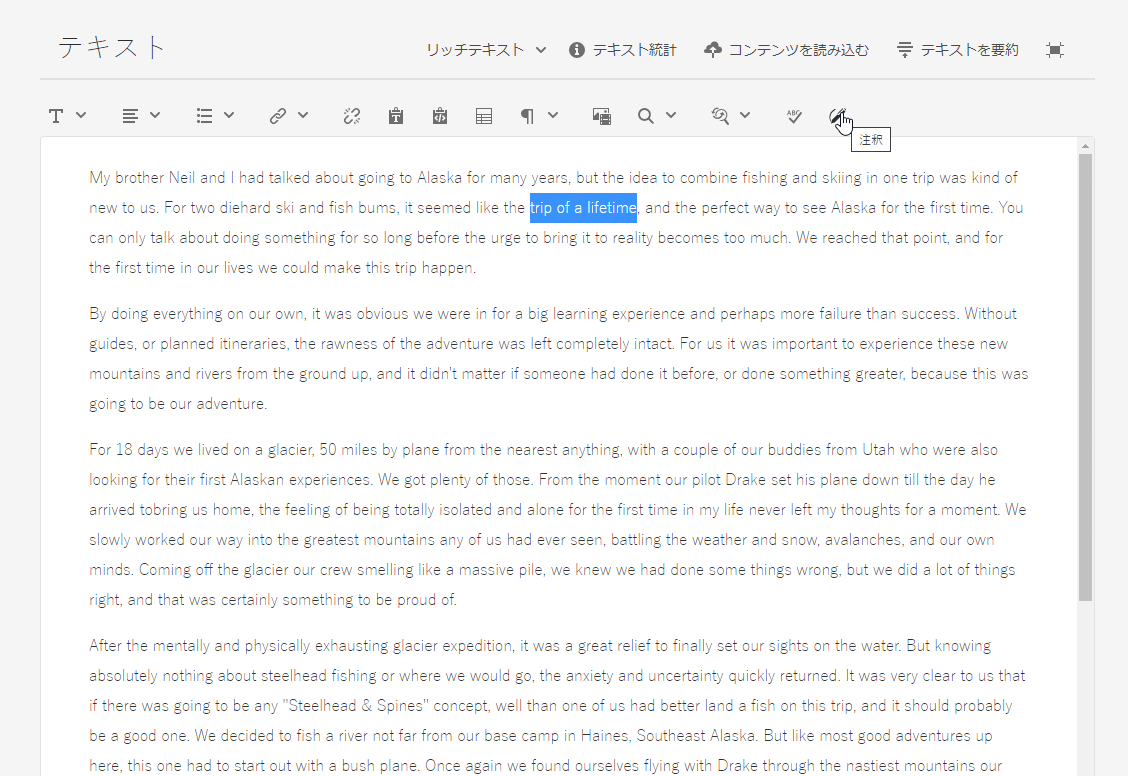 テキスト
リッチテキスト テキスト統計 コンテンツを読み込む テキストを要約
ABC
注釈
My brother Neil and I had talked about going to Alaska for many years, but the idea to combine fishing and skiing in one trip was kind of
new to us. For two diehard ski and fish bums, it seemed like the trip of a lifetime, and the perfect way to see Alaska for the first time. You
can only talk about doing something for so long before the urge to bring it to reality becomes too much. We reached that point, and for
the first time in our lives we could make this trip happen.
By doing everything on our own, it was obvious we were in for a big learning experience and perhaps more failure than success. Without
guides, or planned itineraries, the rawness of the adventure was left completely intact. For us it was important to experience these new
mountains and rivers from the ground up, and it didn't matter if someone had done it before, or done something greater, because this was
going to be our adventure.
For 18 days we lived on a glacier, 50 miles by plane from the nearest anything, with a couple of our buddies from Utah who were also
looking for their first Alaskan experiences. We got plenty of those. From the moment our pilot Drake set his plane down till the day he
arrived tobring us home, the feeling of being totally isolated and alone for the first time in my life never left my thoughts for a moment. We
slowly worked our way into the greatest mountains any of us had ever seen, battling the weather and snow, avalanches, and our own
minds. Coming off the glacier our crew smelling like a massive pile, we knew we had done some things wrong, but we did a lot of things
right, and that was certainly something to be proud of.
After the mentally and physically exhausting glacier expedition, it was a great relief to finally set our sights on the water. But knowing
absolutely nothing about steelhead fishing or where we would go, the anxiety and uncertainty quickly returned. It was very clear to us that
if there was going to be any "Steelhead & Spines" concept, well than one of us had better land a fish on this trip, and it should probably
be a good one. We decided to fish a river not far from our base camp in Haines, Southeast Alaska. But like most good adventures up
here, this one had to start out with a bush plane. Once again we found ourselves flying with Drake through the nastiest mountains our